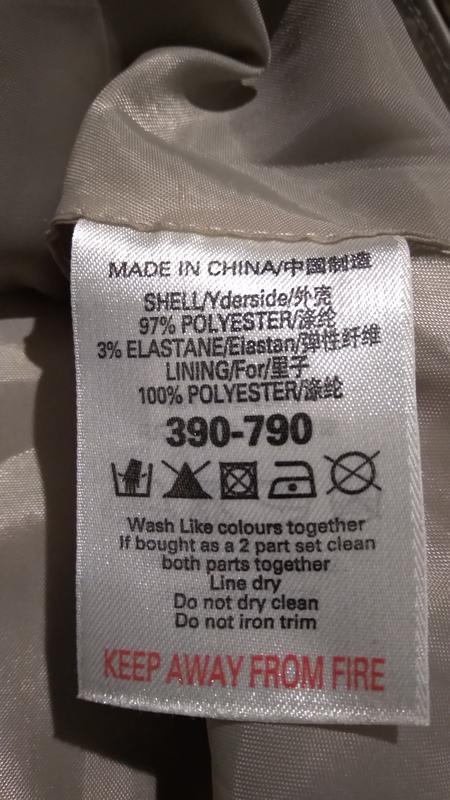 MADE IN CHINA/中国制造
SHELL/Yderside/外壳
97% POLYESTER/涤纶
3% ELASTANE/Elastan/弹性纤维
LINING/For/里子
100% POLYESTER/涤纶
390-790
Wash Like colours together
If bought as a 2 part set clean
both parts together
Line dry
Do not dry clean
Do not iron trim
KEEP AWAY FROM FIRE